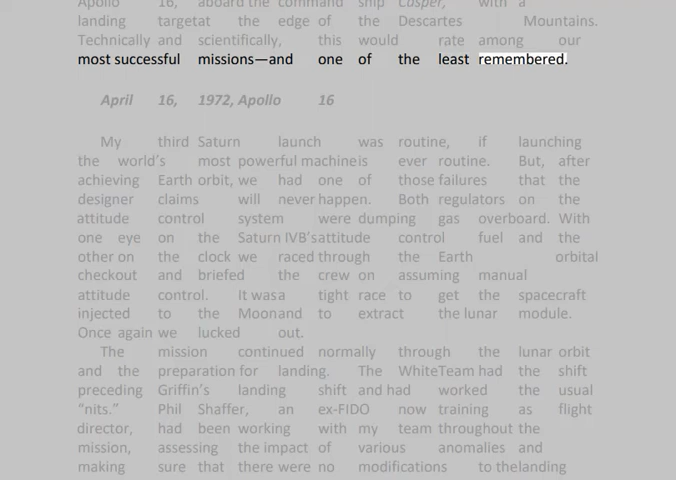 Apollo 16, aboard the command ship Casper, with a
landing targetat the edge of the Descartes Mountains.
Technically and scientifically, this would rate among our
most successful missions—and one of the least remembered.
April 16, 1972, Apollo 16
My third Saturn launch was routine, if launching
the world's most powerful machineis ever routine. But, after
achieving Earth orbit, we had one of those failures that the
designer claims will never happen. Both regulators on the
attitude control system were dumping gas overboard. With
one eye on the Saturn IVB'sattitude control fuel and the
other on the clock we raced through the Earth orbital
checkout and briefed the crew on assuming manual
attitude control. It wasa tight race to get the spacecraft
injected to the Moonand to extract the lunar module.
Once again we lucked out.
The mission continued normally through the lunar orbit
and the preparation for landing. The WhiteTeam had the shift
preceding Griffin's landing shift and had worked the usual
“nits.” Phil Shaffer, an ex-FIDO now training as flight
director, had been working with my team throughout the
mission, assessing the impact of various anomalies and
making sure that there were no modifications to thelanding